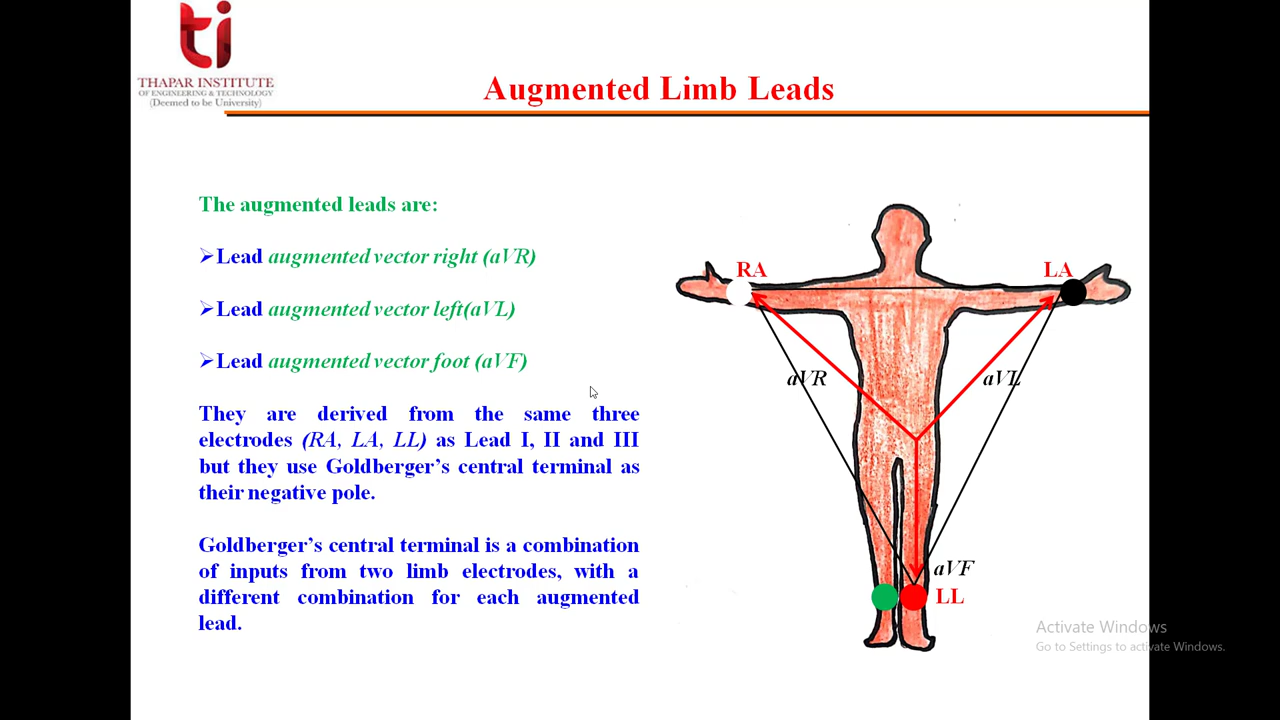 ti
THAPAR INSTITUTE
OF ENGINEERING & TECHNOLOGY
(Deemed to be University)
Augmented Limb Leads
The augmented leads are:
➢Lead augmented vector right (aVR)
➢Lead augmented vector left(aVL)
➢Lead augmented vector foot (aVF)
They are derived from the same three
electrodes (RA, LA, LL) as Lead I, II and III
but they use Goldberger’s central terminal as
their negative pole.
Goldberger’s central terminal is a combination
of inputs from two limb electrodes, with a
different combination for each augmented
lead.
RA
LA
aVR
aVL
aVF
LL
Activate Windows
Go to Settings to activate Windows.